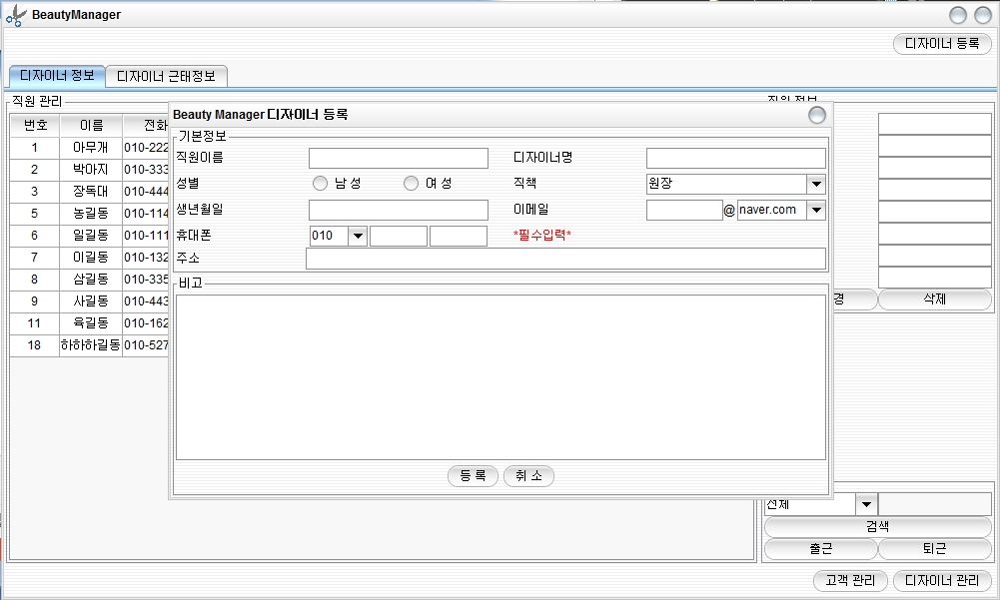 BeautyManager
디자이너 등록
디자이너 정보 디자이너 근태정보
직원 관리
번호 이름 전화
1 아무개 010-222
2 박아지 010-333
3 장독대 010-444
5 농길동 010-114
6 일길동 010-111
7 이길동 010-132
8 삼길동 010-335
9 사길동 010-443
11 육길동 010-162
18 하하하길동 010-527
직원 정보
Beauty Manager 디자이너 등록
기본정보
직원이름 디자이너명
성별 남 성 여 성 직책 원장
생년월일 이메일 @ naver.com
휴대폰 010 *필수입력*
주소
비고
등 록 취 소
경 삭제
전체
검색
출근 퇴근
고객 관리 디자이너 관리